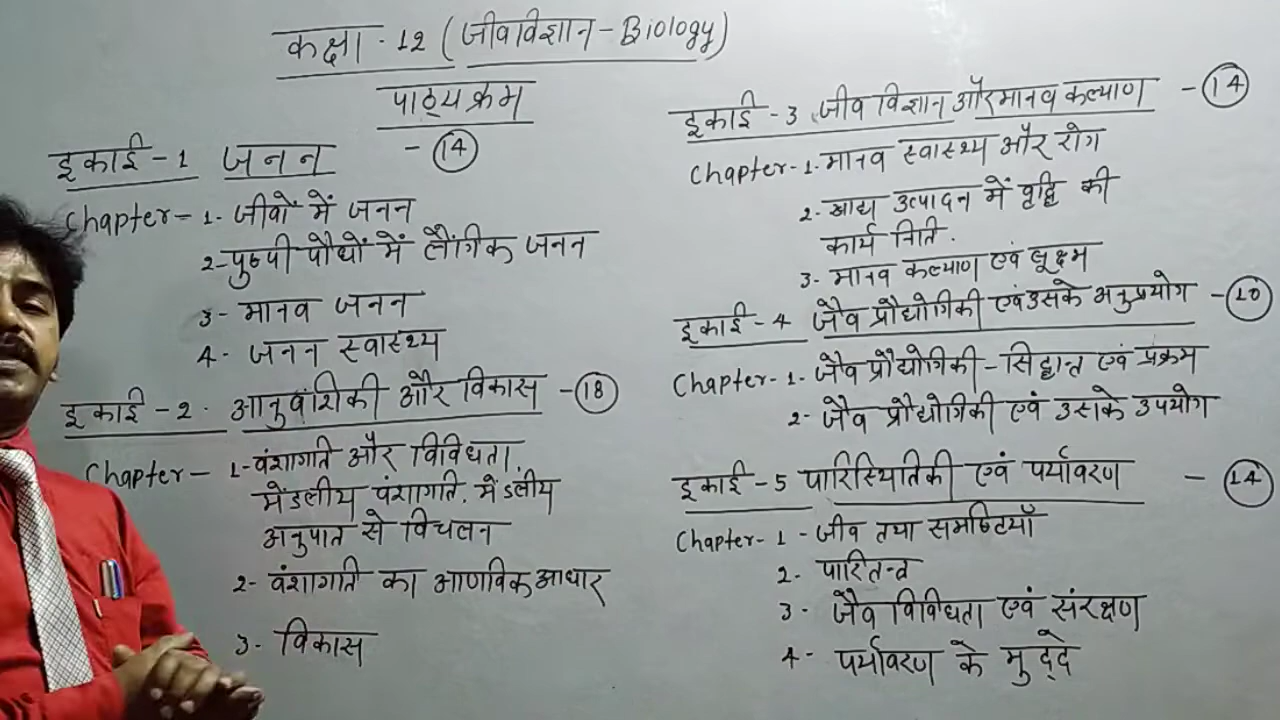 कक्षा - 12 (जीवविज्ञान - Biology)
पाठ्यक्रम
इकाई - 1 जनन - 14
Chapter - 1 - जीवों में जनन
2 - पुष्पी पौधों में लैंगिक जनन
3 - मानव जनन
4 - जनन स्वास्थ्य
इकाई - 2 - आनुवंशिकी और विकास - 18
Chapter - 1 - वंशागति और विविधता,
मेंडलीय वंशागति, मेंडलीय
अनुपात से विचलन
2 - वंशागति का आणविक आधार
3 - विकास
इकाई - 3 जीव विज्ञान और मानव कल्याण - 14
Chapter - 1 - मानव स्वास्थ्य और रोग
2 - खाद्य उत्पादन में वृद्धि की
कार्य निति.
3 - मानव कल्याण एवं सूक्ष्म
इकाई - 4 जैव प्रौद्योगिकी एवं उसके अनुप्रयोग - 10
Chapter - 1 - जैव प्रौद्योगिकी - सिद्धान्त एवं प्रक्रम
2 - जैव प्रौद्योगिकी एवं उसके उपयोग
इकाई - 5 पारिस्थितिकी एवं पर्यावरण - 14
Chapter - 1 - जीव तथा समष्टियाँ
2 - पारितन्त्र
3 - जैव विविधता एवं संरक्षण
4 - पर्यावरण के मुद्दे